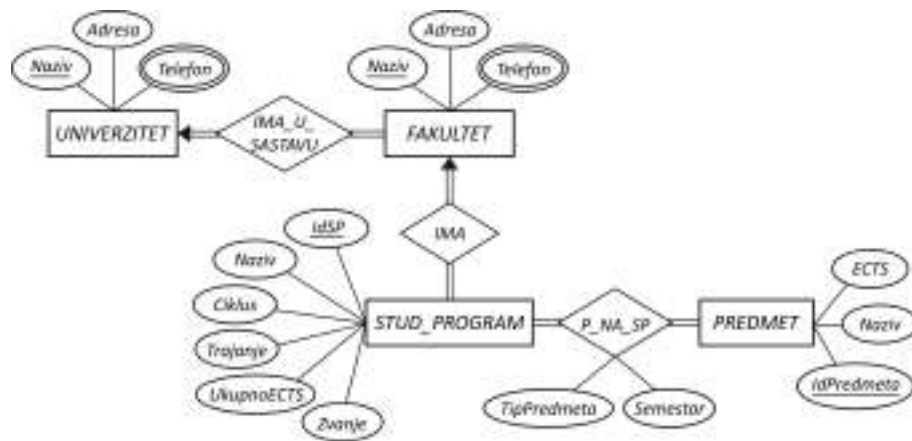 Adresa
Naziv
Telefon
UNIVERZITET
IMA_U_
SASTAVU
Adresa
Naziv
Telefon
FAKULTET
IMA
IdSP
Naziv
Ciklus
Trajanje
UkupnoECTS
Zvanje
STUD_PROGRAM
P_NA_SP
TipPredmeta
Semestar
PREDMET
ECTS
Naziv
IdPredmeta